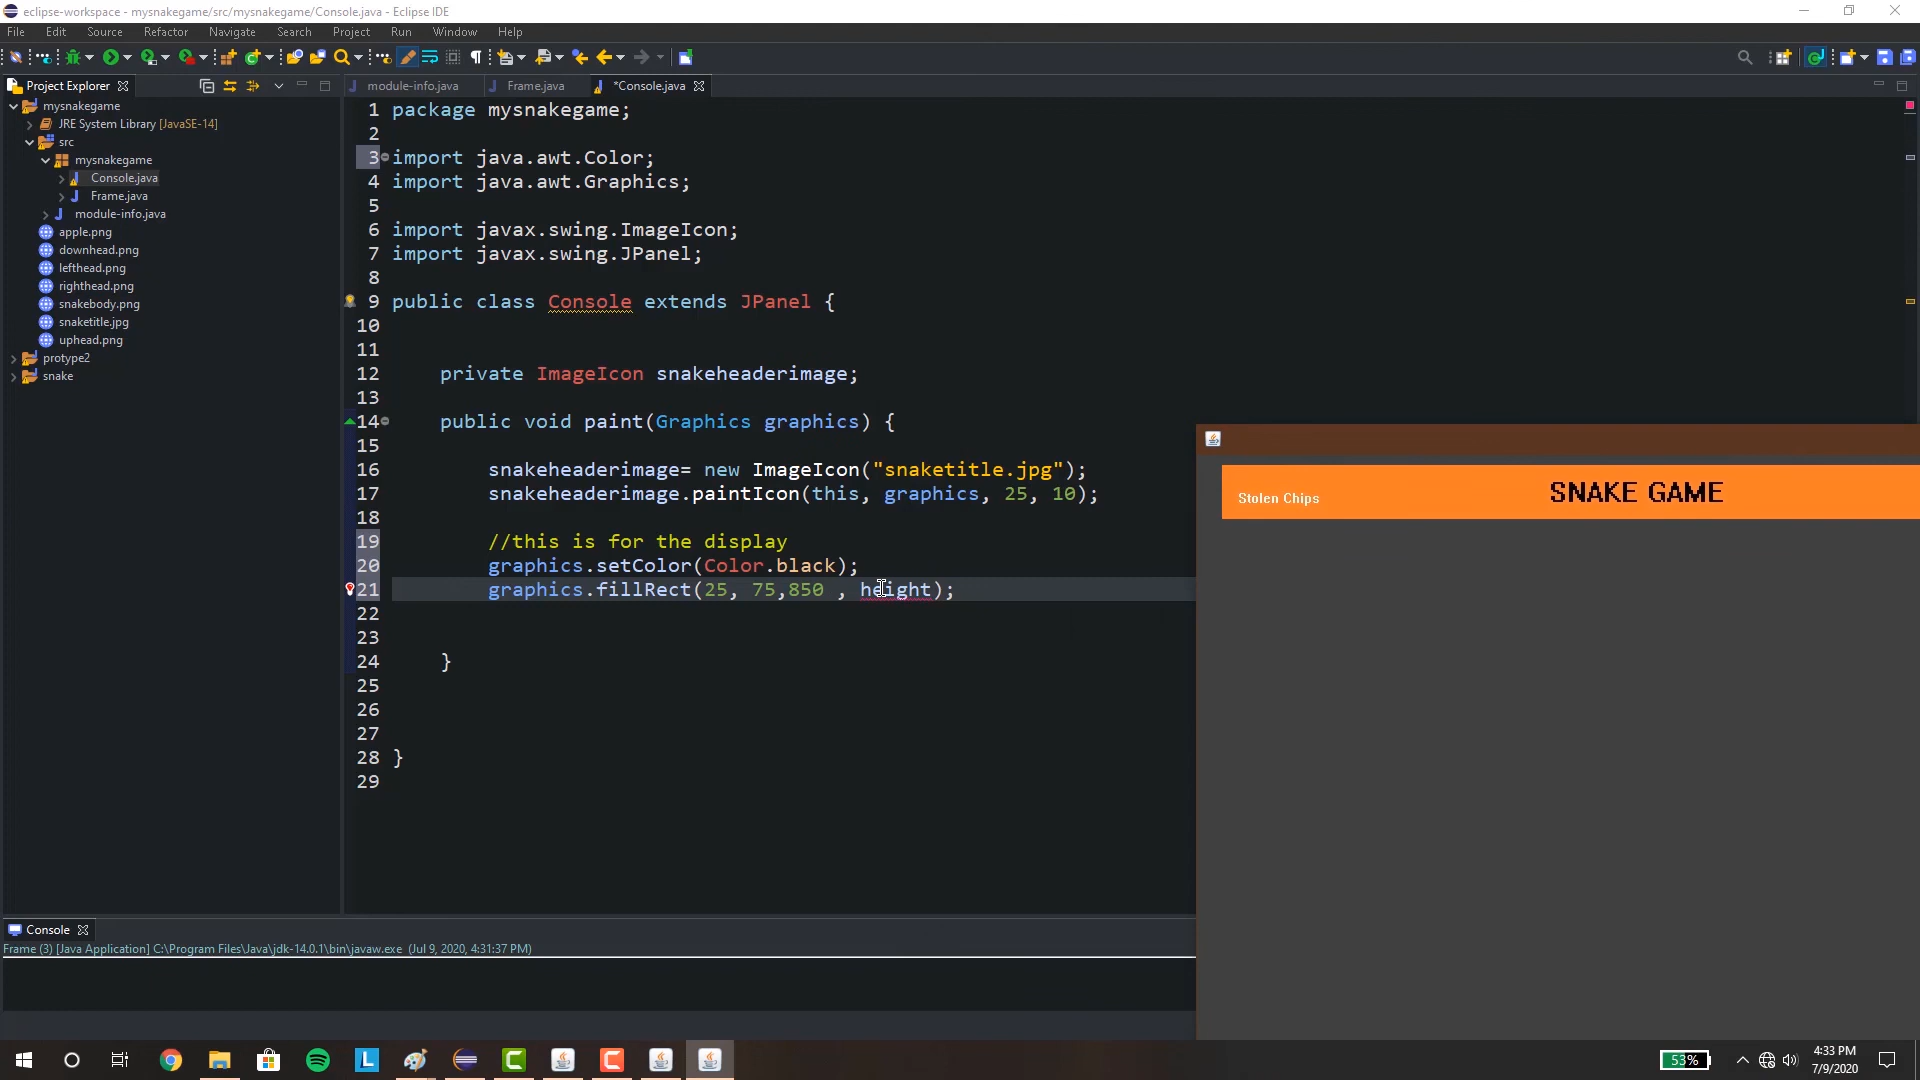 eclipse-workspace - mysnakegame/src/mysnakegame/Console.java - Eclipse IDE
File Edit Source Refactor Navigate Search Project Run Window Help
Project Explorer
module-info.java
Frame.java
*Console.java
mysnakegame
JRE System Library [JavaSE-14]
src
mysnakegame
Console.java
Frame.java
module-info.java
apple.png
downhead.png
lefthead.png
righthead.png
snakebody.png
snaketitle.jpg
uphead.png
protype2
snake
1 package mysnakegame;
2
3 import java.awt.Color;
4 import java.awt.Graphics;
5
6 import javax.swing.ImageIcon;
7 import javax.swing.JPanel;
8
9 public class Console extends JPanel {
10
11
12 private ImageIcon snakeheaderimage;
13
14 public void paint(Graphics graphics) {
15
16 snakeheaderimage= new ImageIcon("snaketitle.jpg");
17 snakeheaderimage.paintIcon(this, graphics, 25, 10);
18
19 //this is for the display
20 graphics.setColor(Color.black);
21 graphics.fillRect(25, 75,850 , height);
22
23
24 }
25
26
27
28 }
29
Stolen Chips
SNAKE GAME
Console
Frame (3) [Java Application] C:\Program Files\Java\jdk-14.0.1\bin\javaw.exe (Jul 9, 2020, 4:31:37 PM)
L
53%
4:33 PM
7/9/2020